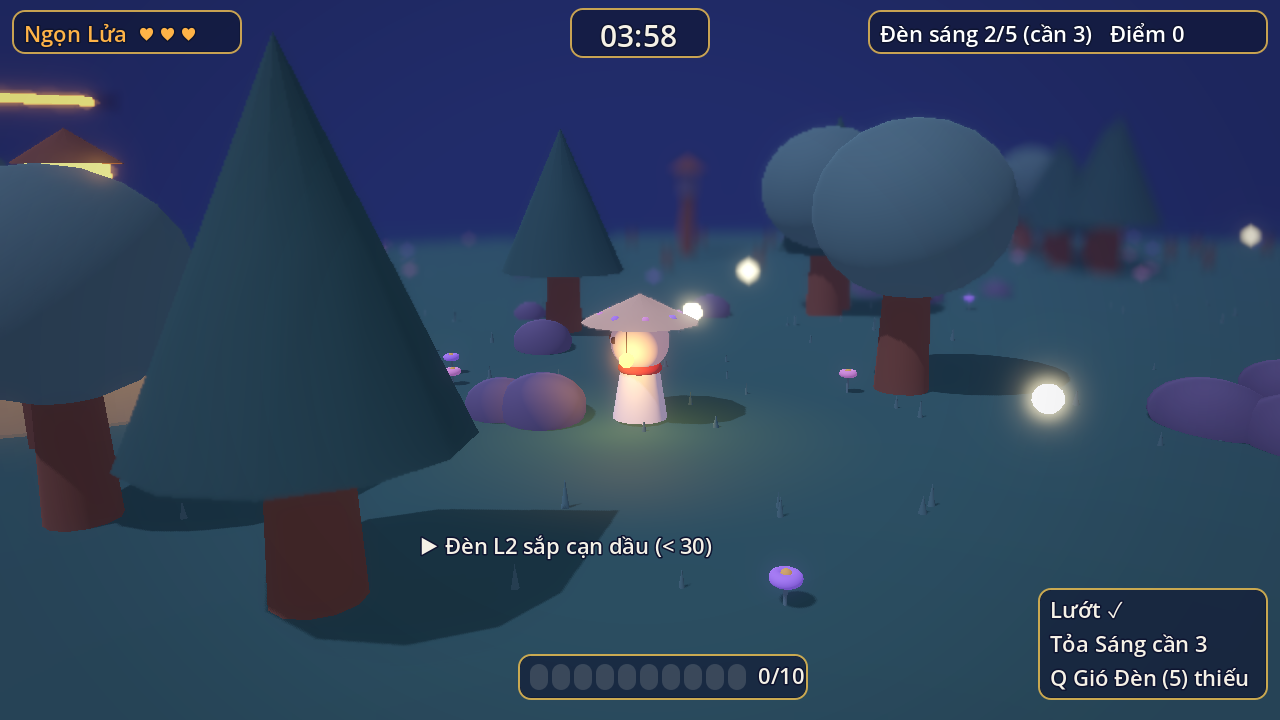 Ngọn Lửa ♥♥♥
03:58
Đèn sáng 2/5 (cần 3) Điểm 0
▶ Đèn L2 sắp cạn dầu (< 30)
0/10
Lướt ✓
Tỏa Sáng cần 3
Q Gió Đèn (5) thiếu